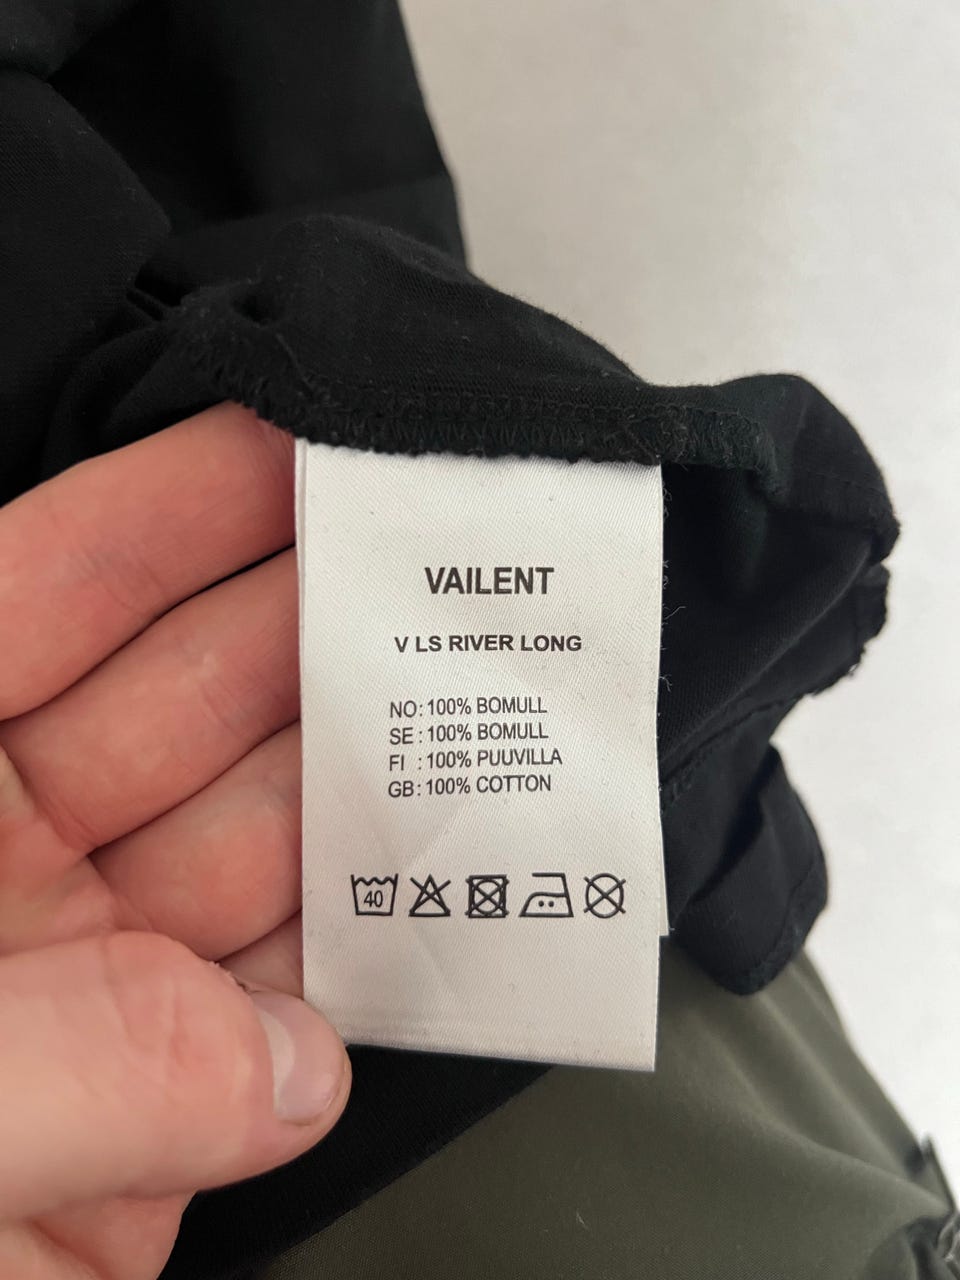 VAILENT
V LS RIVER LONG
NO: 100% BOMULL
SE : 100% BOMULL
FI : 100% PUUVILLA
GB: 100% COTTON
40